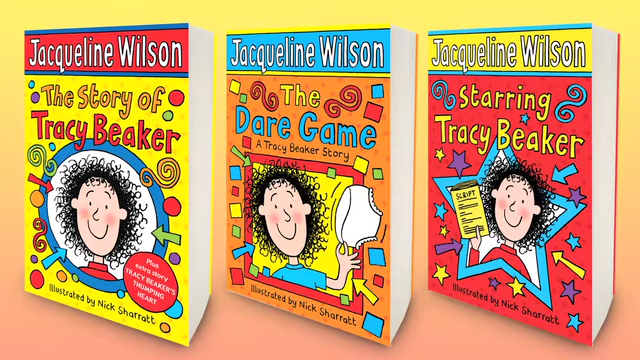 Jacqueline Wilson
The Story of
Tracy Beaker
Plus
extra story
TRACY BEAKER'S
THUMPING
HEART
Illustrated by Nick Sharratt
Jacqueline Wilson
The
Dare Game
A Tracy Beaker Story
Illustrated by Nick Sharratt
Jacqueline Wilson
Starring
Tracy Beaker
SCRIPT
Illustrated by Nick Sharratt